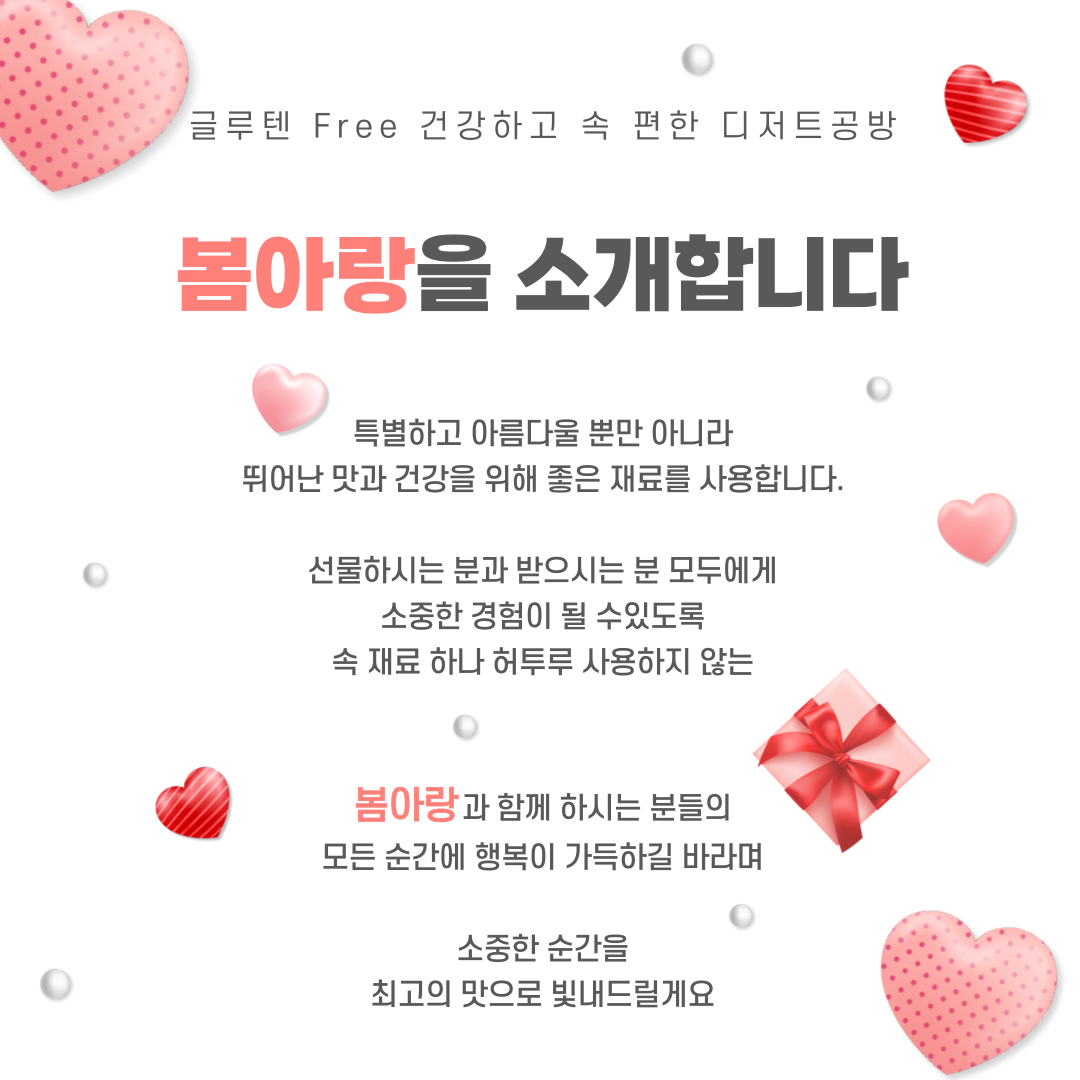 글루텐 Free 건강하고 속 편한 디저트공방
봄아랑을 소개합니다
특별하고 아름다울 뿐만 아니라
뛰어난 맛과 건강을 위해 좋은 재료를 사용합니다.
선물하시는 분과 받으시는 분 모두에게
소중한 경험이 될 수있도록
속 재료 하나 허투루 사용하지 않는
봄아랑과 함께 하시는 분들의
모든 순간에 행복이 가득하길 바라며
소중한 순간을
최고의 맛으로 빛내드릴게요